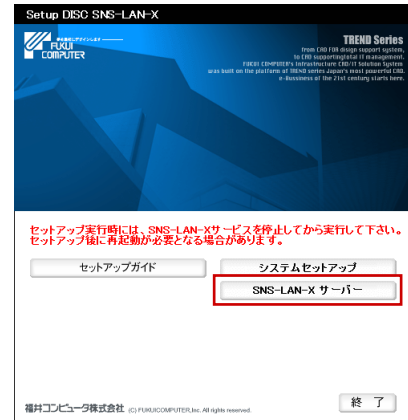 Setup DISC SNS-LAN-X
FUKUI
COMPUTER
TREND Series
from CAD FOR design support system,
to CAD supportinglotal IT management.
FUKUI COMPUTER's Infrastructure CAD/IT Solution System
was built on the platform of TREND series Japan's most powerful CAD.
e-Bussiness of the 21st century starts here.
セットアップ実行時には、SNS-LAN-Xサービスを停止してから実行して下さい。
セットアップ後に再起動が必要となる場合があります。
セットアップガイド
システムセットアップ
SNS-LAN-X サーバー
福井コンピュータ株式会社 (C) FUKUICOMPUTER,Inc. All rights reserved.
終 了